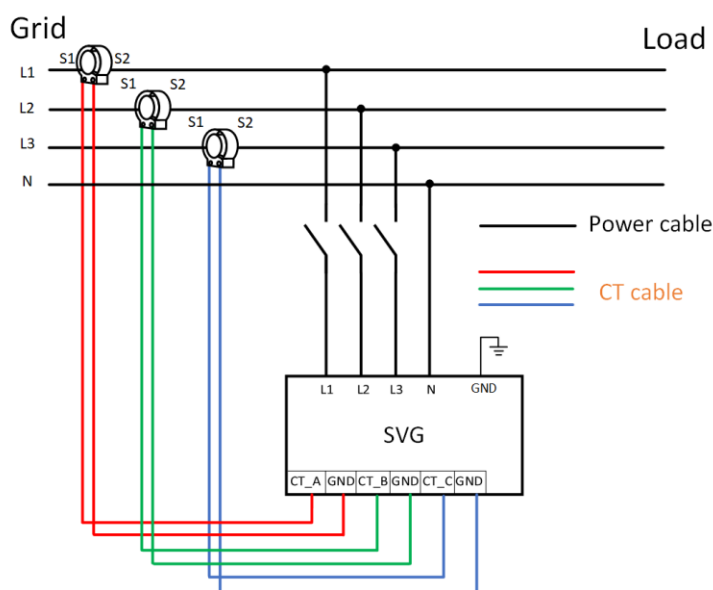 Grid
Load
S1 S2
L1
S1 S2
L2
S1 S2
L3
N
Power cable
CT cable
L1 L2 L3 N GND
SVG
CT_A GND CT_B GND CT_C GND